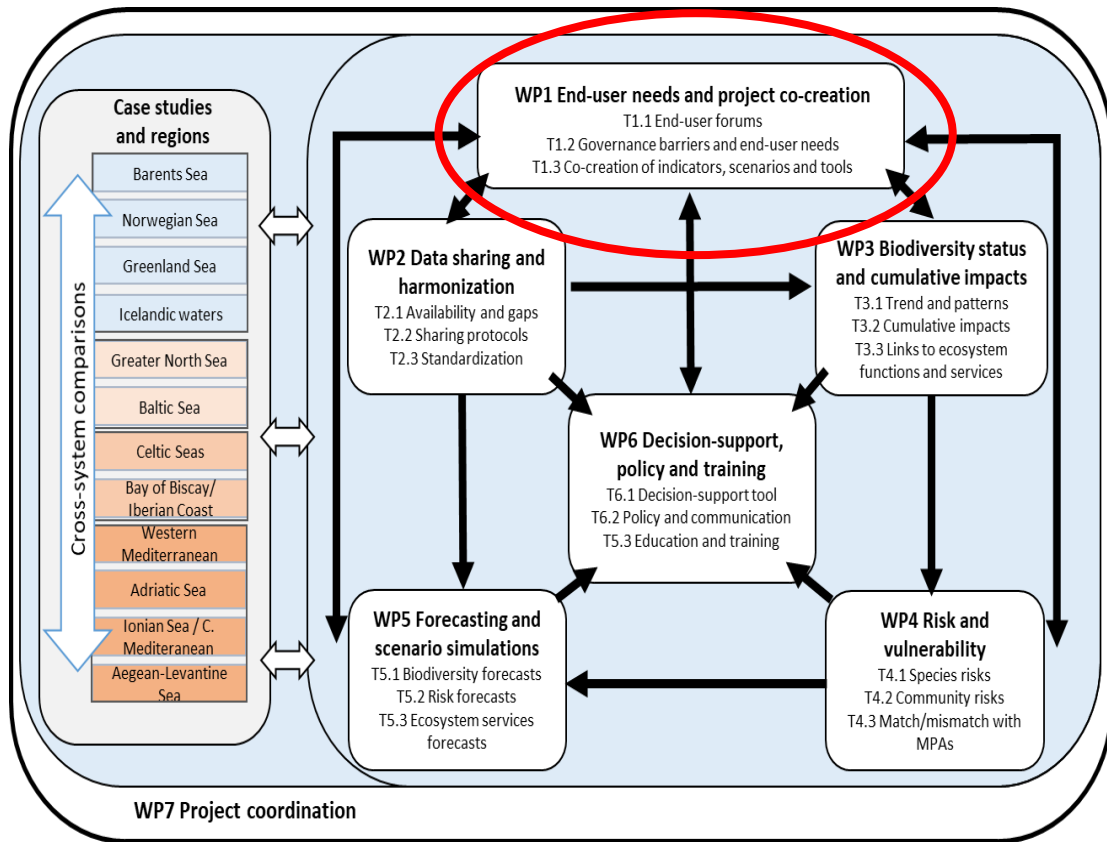 Case studies
and regions
Cross-system comparisons
Barents Sea
Norwegian Sea
Greenland Sea
Icelandic waters
Greater North Sea
Baltic Sea
Celtic Seas
Bay of Biscay/
Iberian Coast
Western
Mediterranean
Adriatic Sea
Ionian Sea / C.
Mediteranean
Aegean-Levantine
Sea
WP1 End-user needs and project co-creation
T1.1 End-user forums
T1.2 Governance barriers and end-user needs
T1.3 Co-creation of indicators, scenarios and tools
WP2 Data sharing and
harmonization
T2.1 Availability and gaps
T2.2 Sharing protocols
T2.3 Standardization
WP3 Biodiversity status
and cumulative impacts
T3.1 Trend and patterns
T3.2 Cumulative impacts
T3.3 Links to ecosystem
functions and services
WP6 Decision-support,
policy and training
T6.1 Decision-support tool
T6.2 Policy and communication
T5.3 Education and training
WP5 Forecasting and
scenario simulations
T5.1 Biodiversity forecasts
T5.2 Risk forecasts
T5.3 Ecosystem services
forecasts
WP4 Risk and
vulnerability
T4.1 Species risks
T4.2 Community risks
T4.3 Match/mismatch with
MPAs
WP7 Project coordination